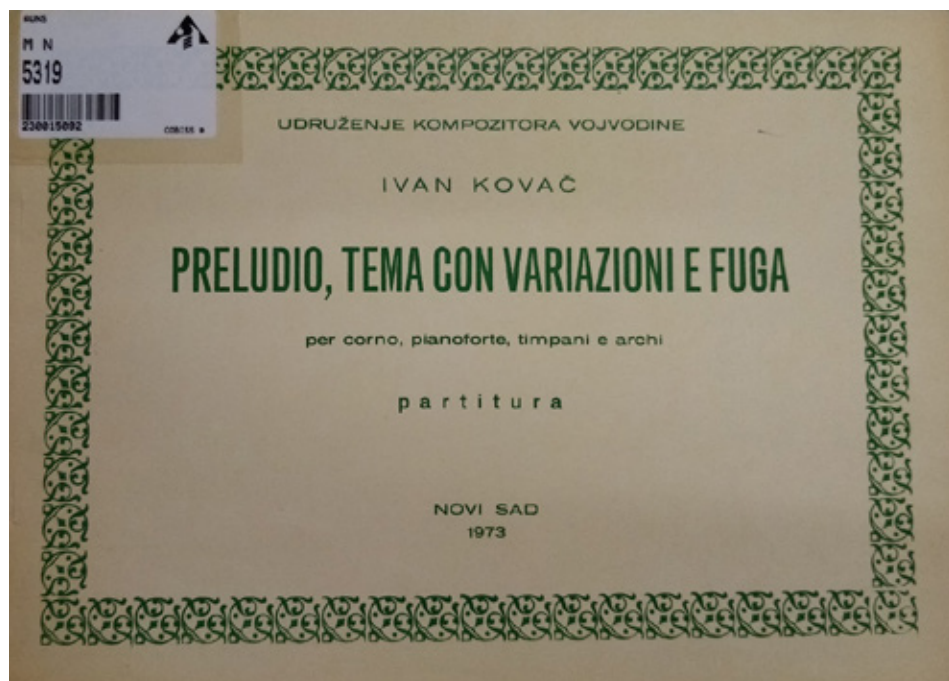 M N
5319
230015092
COBISS
UDRUŽENJE KOMPOZITORA VOJVODINE
IVAN KOVAČ
PRELUDIO, TEMA CON VARIAZIONI E FUGA
per corno, pianoforte, timpani e archi
partitura
NOVI SAD
1973